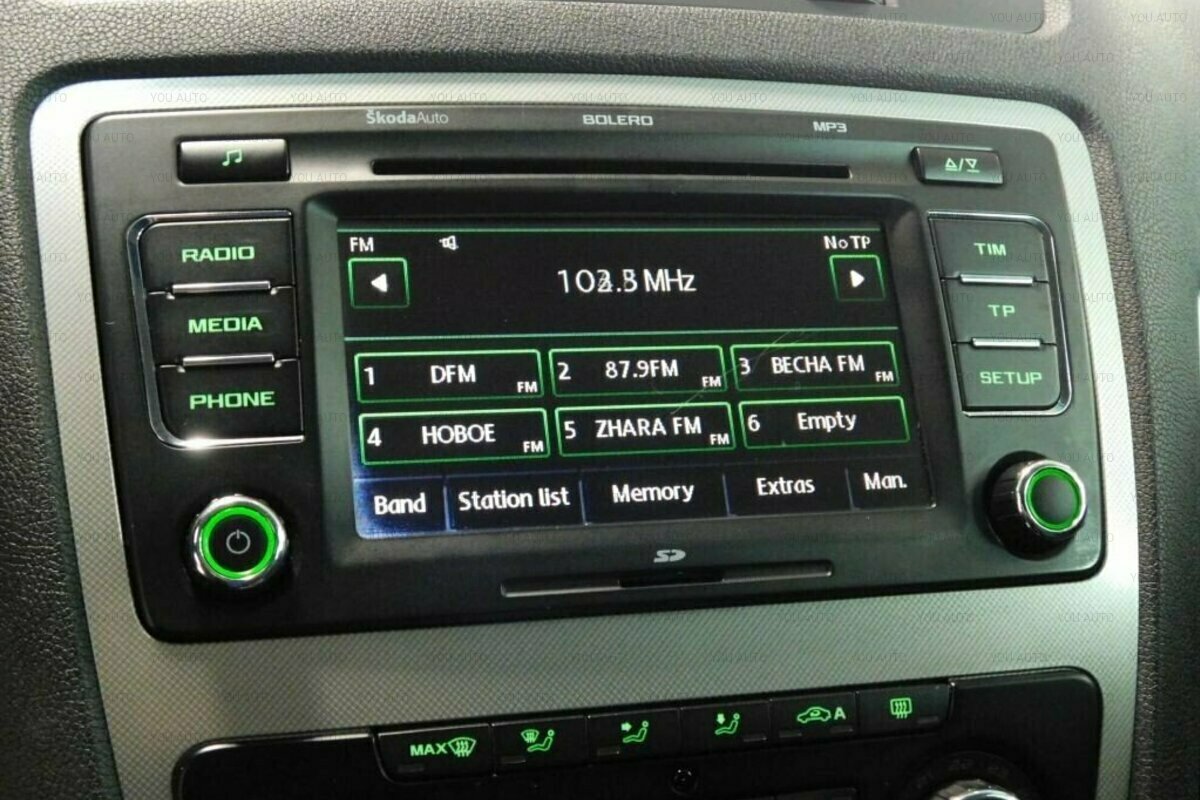 ŠkodaAuto BOLERO MP3
RADIO
MEDIA
PHONE
FM No TP
MHz
1 DFM FM
2 87.9FM FM
3 ВЕСНА FM FM
4 НОВОЕ FM
5 ZHARA FM FM
6 Empty
Band Station list Memory Extras Man.
TIM
TP
SETUP
SD
MAX A
YOU AUTO